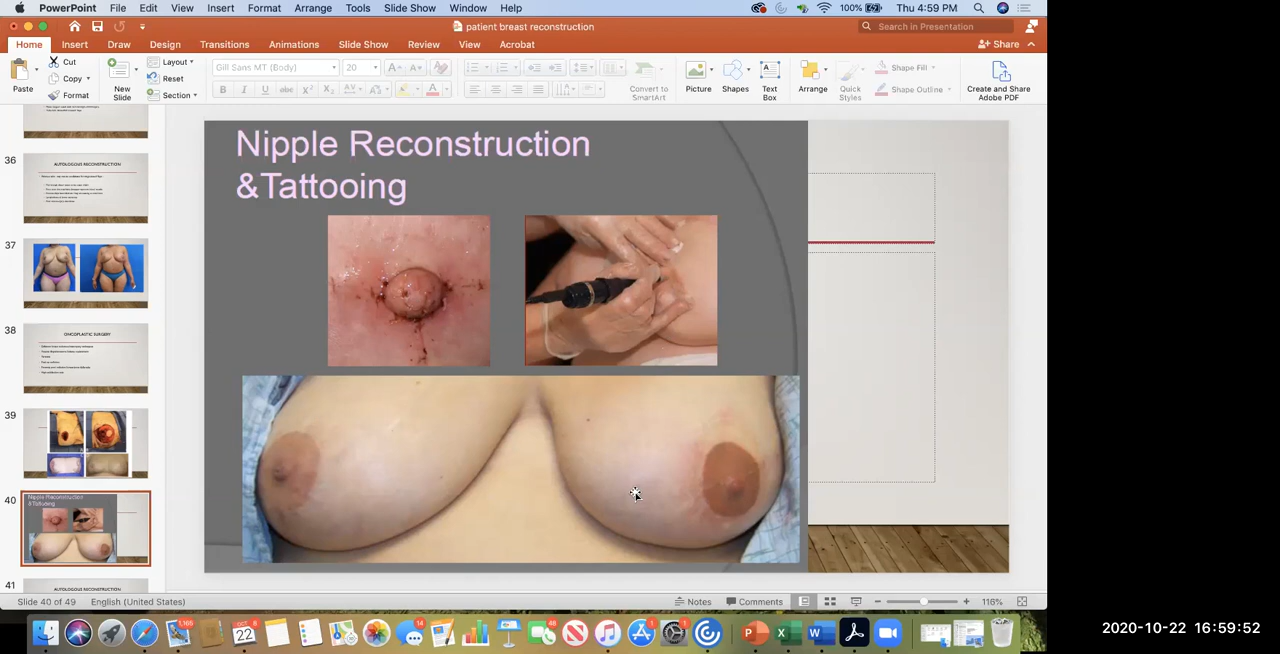 PowerPoint File Edit View Insert Format Arrange Tools Slide Show Window Help 100% Thu 4:59 PM
patient breast reconstruction
Search in Presentation
Home Insert Draw Design Transitions Animations Slide Show Review View Acrobat
Share
Paste
Cut
Copy
Format
New Slide
Layout
Reset
Section
Gill Sans MT (Body)
20
Convert to SmartArt
Picture
Shapes
Text Box
Arrange
Quick Styles
Shape Fill
Shape Outline
Create and Share Adobe PDF
36
AUTOLOGOUS RECONSTRUCTION
37
38
ONCOPLASTIC SURGERY
39
40
Nipple Reconstruction
&Tattooing
41
AUTOLOGOUS RECONSTRUCTION
Nipple Reconstruction
&Tattooing
Slide 40 of 49 English (United States)
Notes Comments
116%
2020-10-22 16:59:52